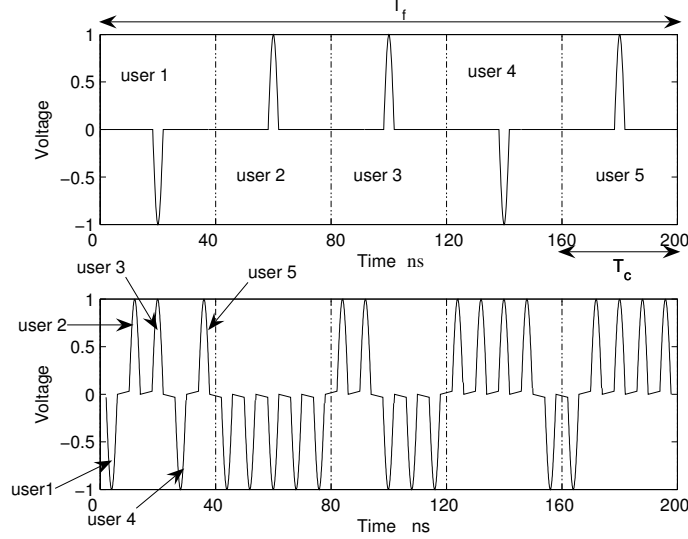 T_f
1
0.5
0
−0.5
−1
Voltage
user 1
user 2
user 3
user 4
user 5
0
40
80
120
160
200
Time ns
T_c
user 3
user 5
user 2
1
0.5
0
−0.5
−1
Voltage
user1
user 4
0
40
80
120
160
200
Time ns